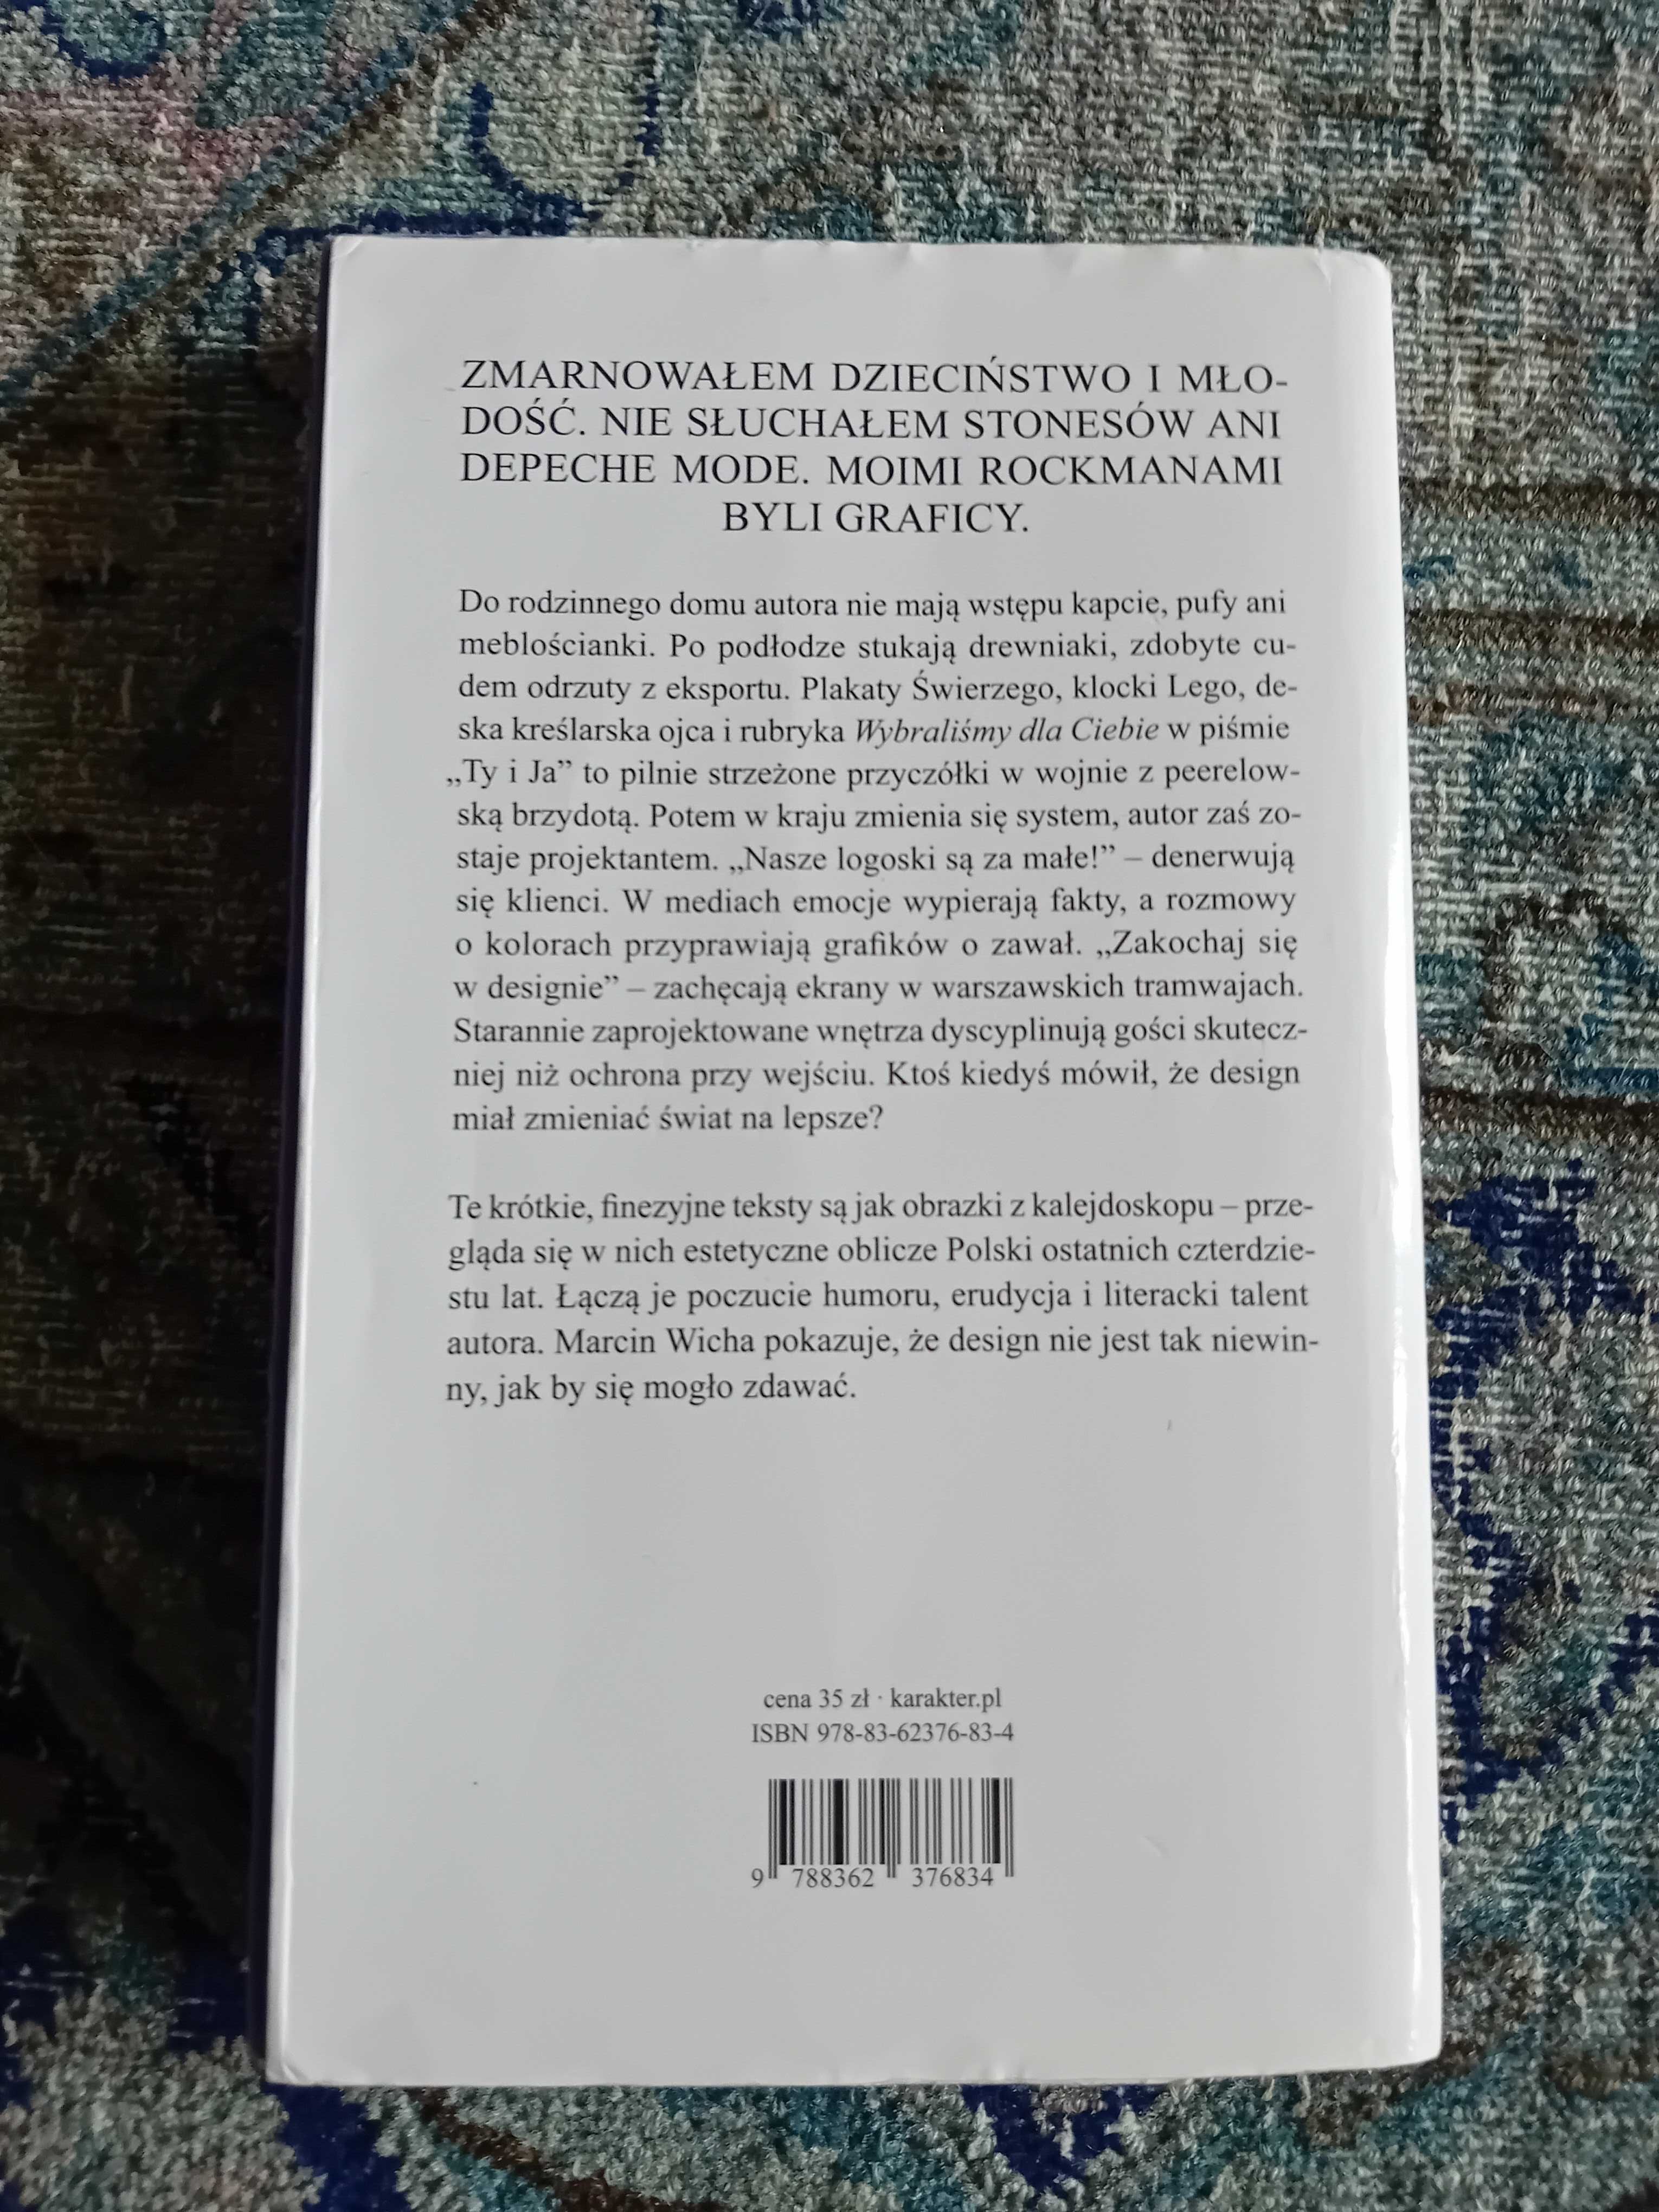 ZMARNOWAŁEM DZIECIŃSTWO I MŁO-
DOŚĆ. NIE SŁUCHAŁEM STONESÓW ANI
DEPECHE MODE. MOIMI ROCKMANAMI
BYLI GRAFICY.
Do rodzinnego domu autora nie mają wstępu kapcie, pufy ani
meblościanki. Po podłodze stukają drewniaki, zdobyte cu-
dem odrzuty z eksportu. Plakaty Świerzego, klocki Lego, de-
ska kreślarska ojca i rubryka Wybraliśmy dla Ciebie w piśmie
„Ty i Ja” to pilnie strzeżone przyczółki w wojnie z peerelow-
ską brzydotą. Potem w kraju zmienia się system, autor zaś zo-
staje projektantem. „Nasze logoski są za małe!” – denerwują
się klienci. W mediach emocje wypierają fakty, a rozmowy
o kolorach przyprawiają grafików o zawał. „Zakochaj się
w designie” – zachęcają ekrany w warszawskich tramwajach.
Starannie zaprojektowane wnętrza dyscyplinują gości skutecz-
niej niż ochrona przy wejściu. Ktoś kiedyś mówił, że design
miał zmieniać świat na lepsze?
Te krótkie, finezyjne teksty są jak obrazki z kalejdoskopu – prze-
gląda się w nich estetyczne oblicze Polski ostatnich czterdzie-
stu lat. Łączą je poczucie humoru, erudycja i literacki talent
autora. Marcin Wicha pokazuje, że design nie jest tak niewin-
ny, jak by się mogło zdawać.
cena 35 zł · karakter.pl
ISBN 978-83-62376-83-4
9 788362 376834